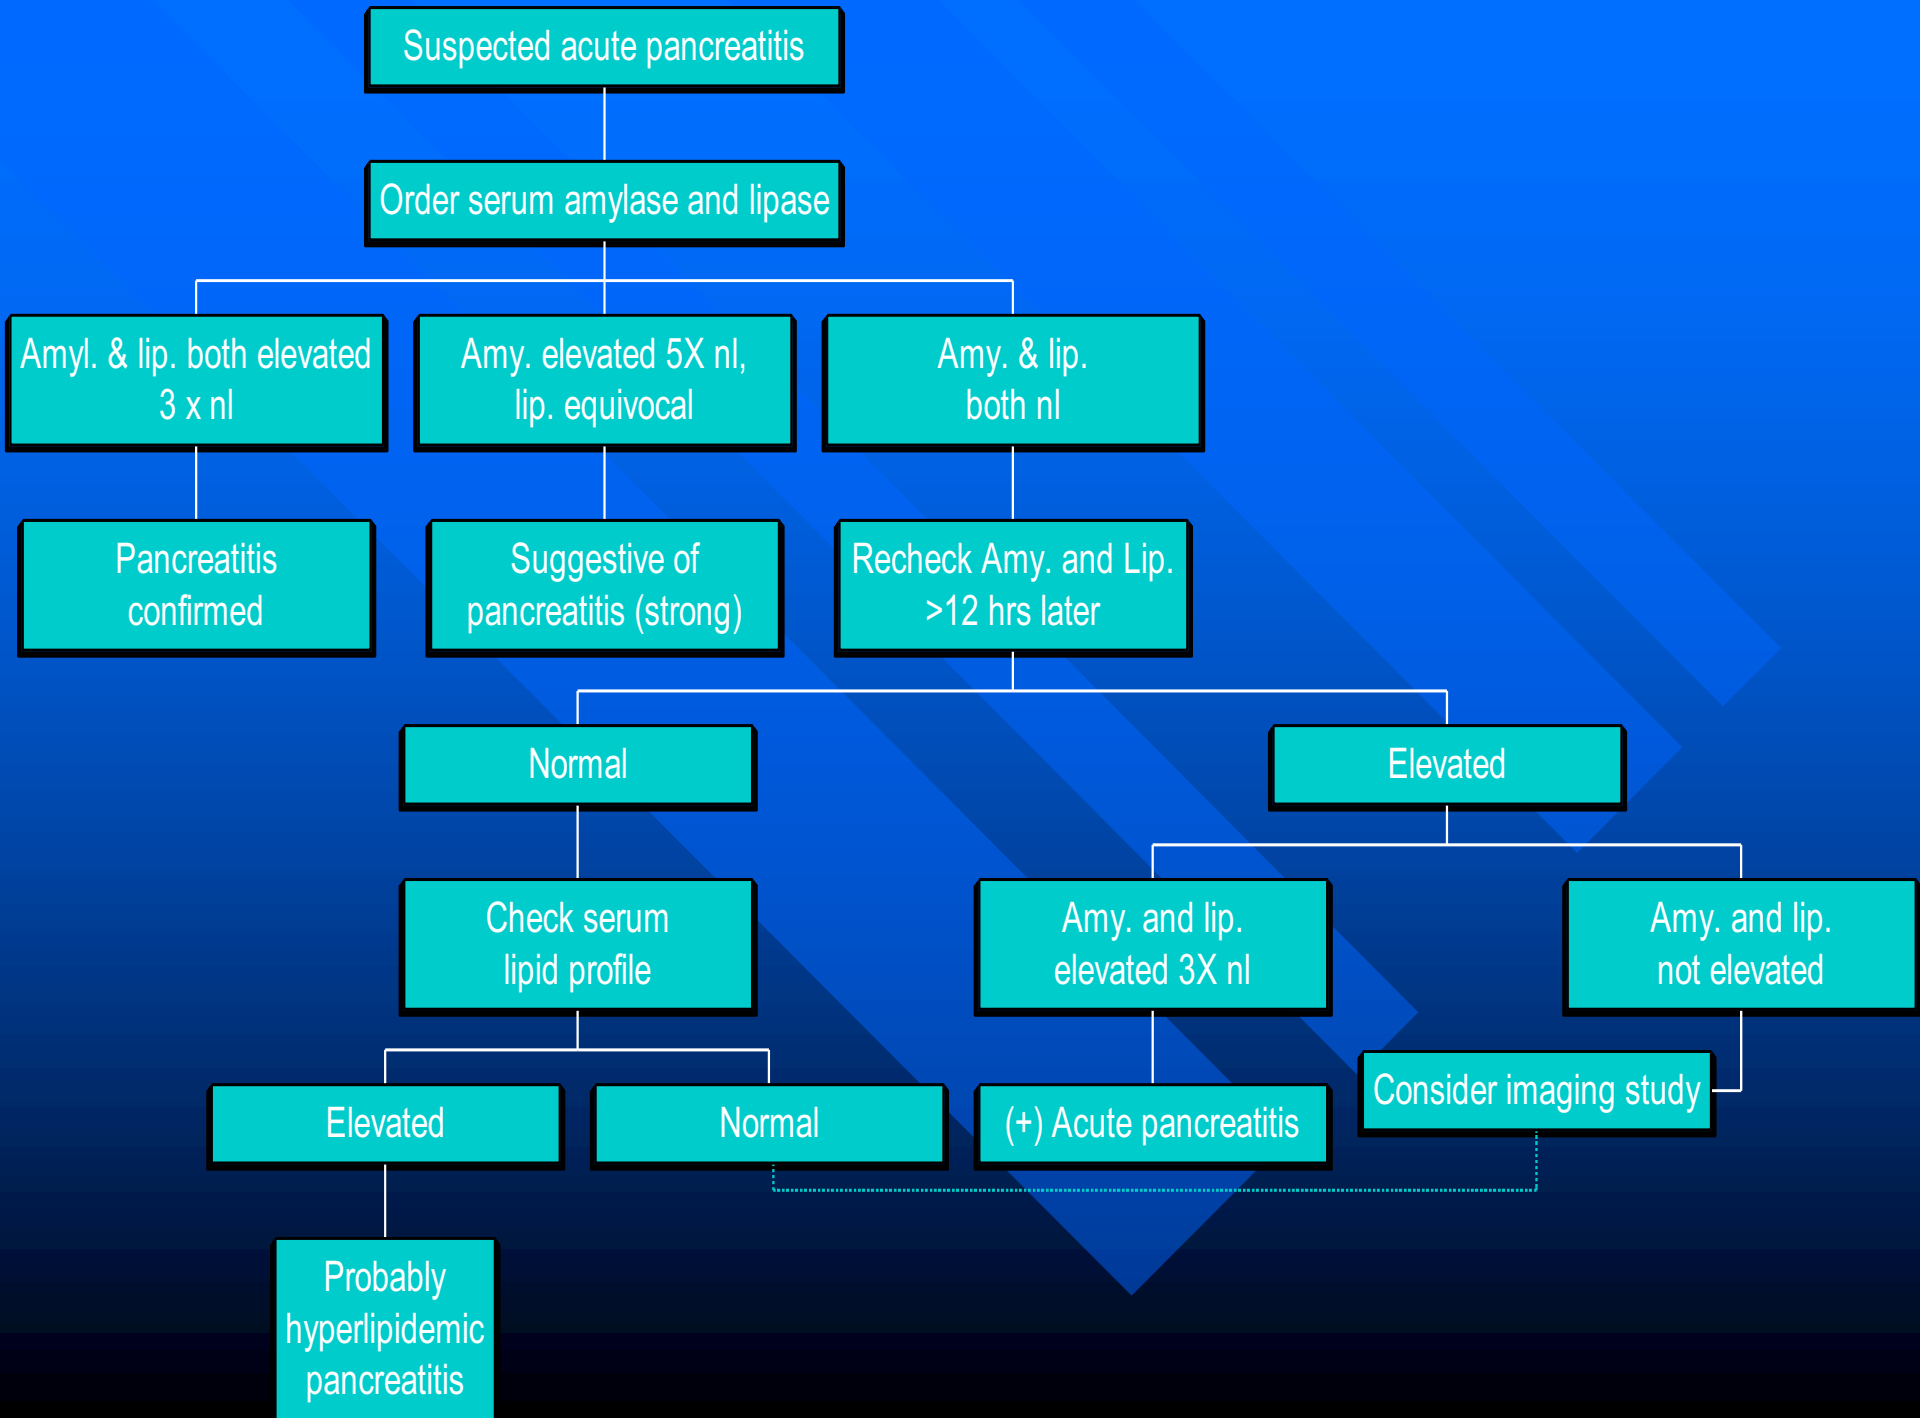 Suspected acute pancreatitis
Order serum amylase and lipase
Amyl. & lip. both elevated
3 x nl
Amy. elevated 5X nl,
lip. equivocal
Amy. & lip.
both nl
Pancreatitis
confirmed
Suggestive of
pancreatitis (strong)
Recheck Amy. and Lip.
>12 hrs later
Normal
Elevated
Check serum
lipid profile
Amy. and lip.
elevated 3X nl
Amy. and lip.
not elevated
Elevated
Normal
(+) Acute pancreatitis
Consider imaging study
Probably
hyperlipidemic
pancreatitis